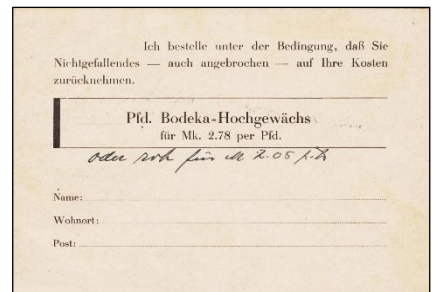 Ich bestelle unter der Bedingung, daß Sie
Nichtgefallendes — auch angebrochen — auf Ihre Kosten
zurücknehmen.
Pfd. Bodeka-Hochgewächs
für Mk. 2.78 per Pfd.
oder roh für M 2.05
Name:
Wohnort:
Post: